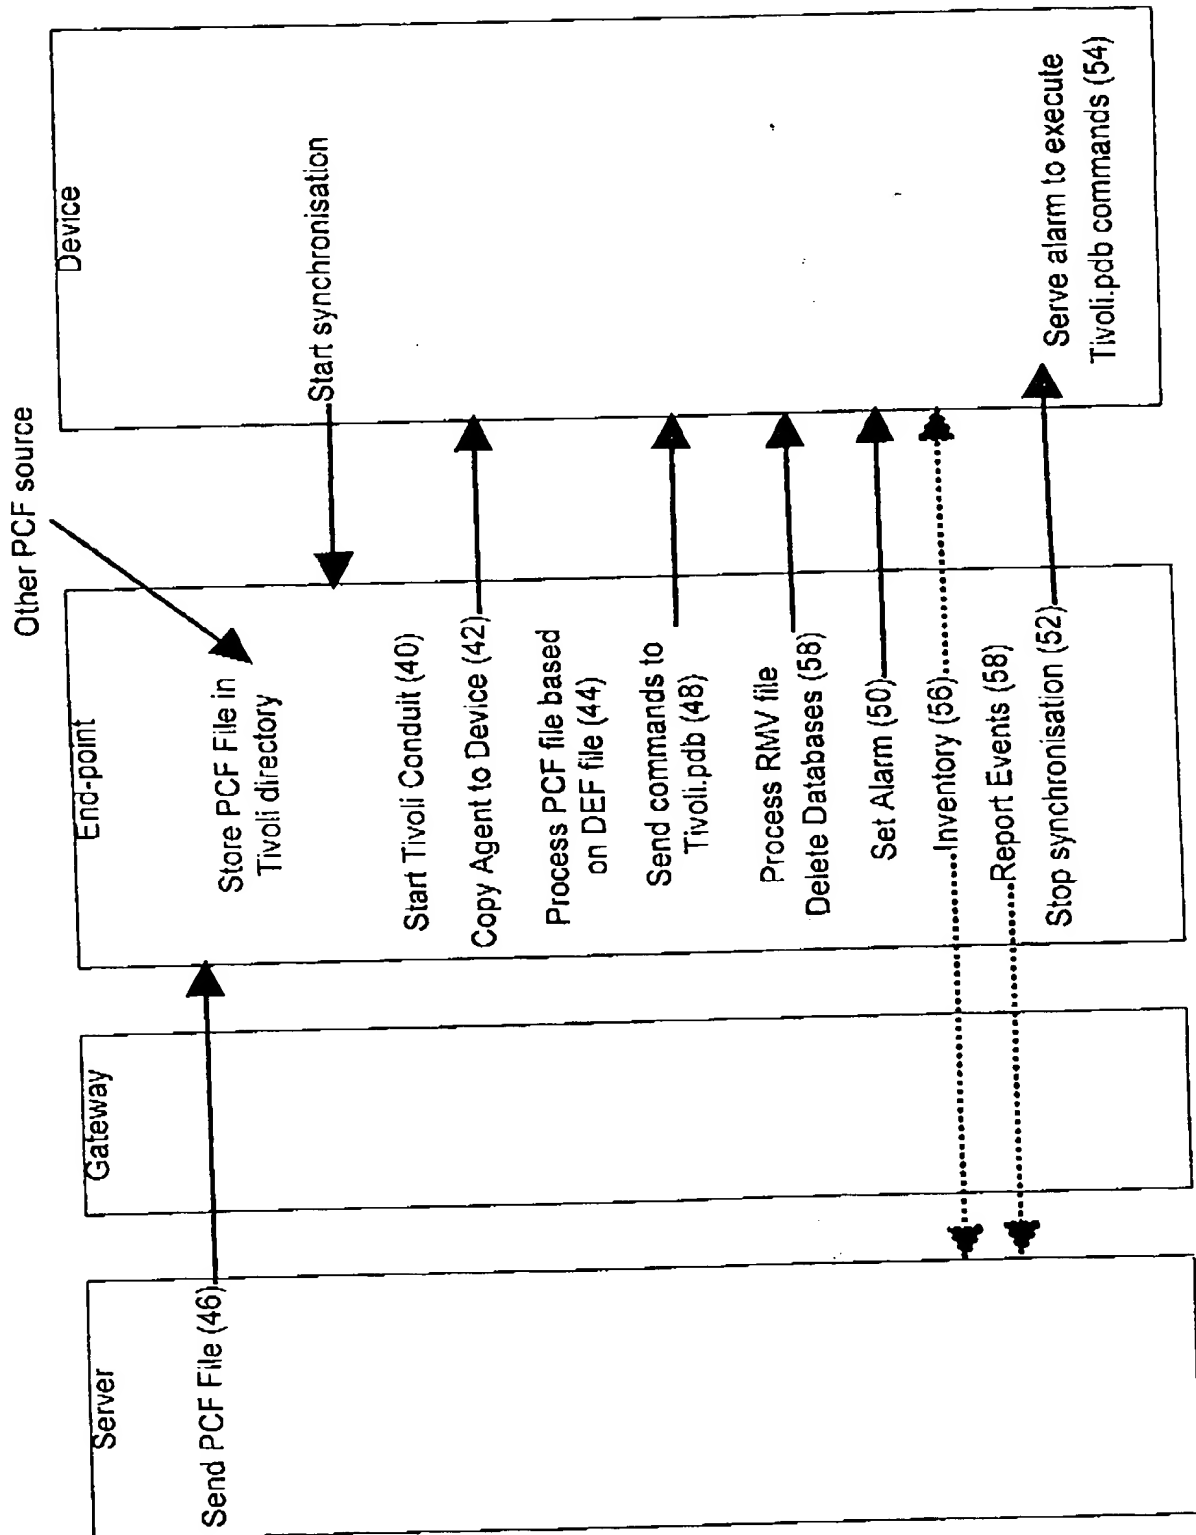 Other PCF source
Server
Gateway
End-point
Device
Send PCF File (46)
Store PCF File in
Tivoli directory
Start synchronisation
Start Tivoli Conduit (40)
Copy Agent to Device (42)
Process PCF file based
on DEF file (44)
Send commands to
Tivoli.pdb (48)
Process RMV file
Delete Databases (58)
Set Alarm (50)
Inventory (56)
Report Events (58)
Stop synchronisation (52)
Serve alarm to execute
Tivoli.pdb commands (54)